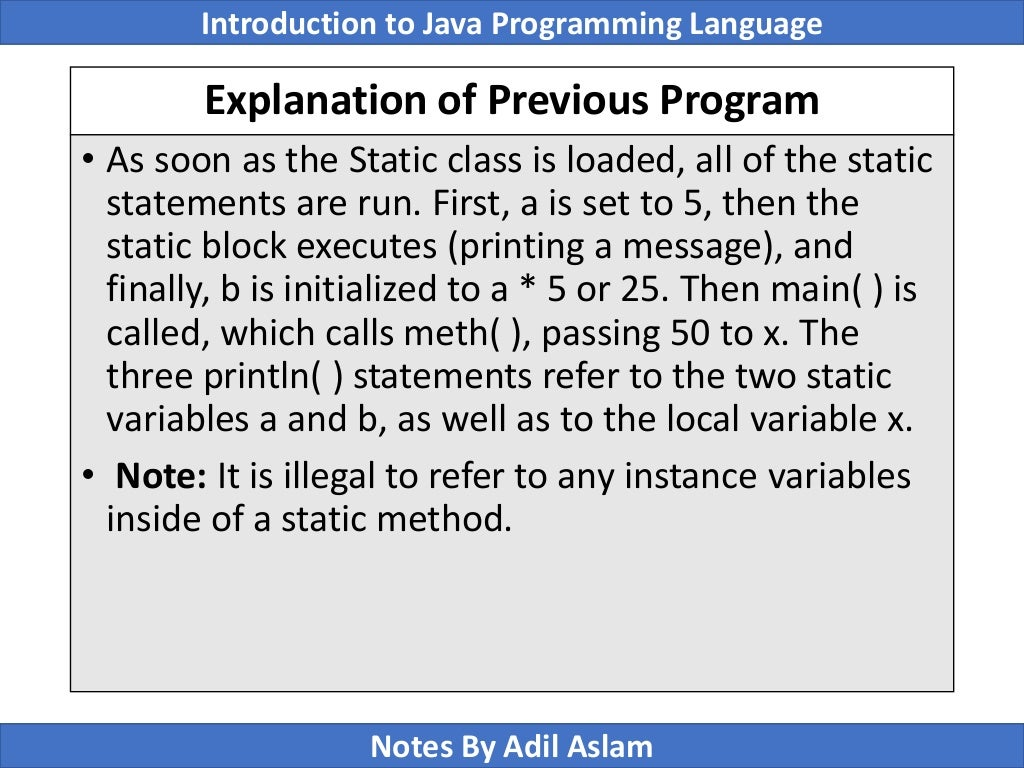 Introduction to Java Programming Language
Explanation of Previous Program
• As soon as the Static class is loaded, all of the static
statements are run. First, a is set to 5, then the
static block executes (printing a message), and
finally, b is initialized to a * 5 or 25. Then main( ) is
called, which calls meth( ), passing 50 to x. The
three println( ) statements refer to the two static
variables a and b, as well as to the local variable x.
• Note: It is illegal to refer to any instance variables
inside of a static method.
Notes By Adil Aslam